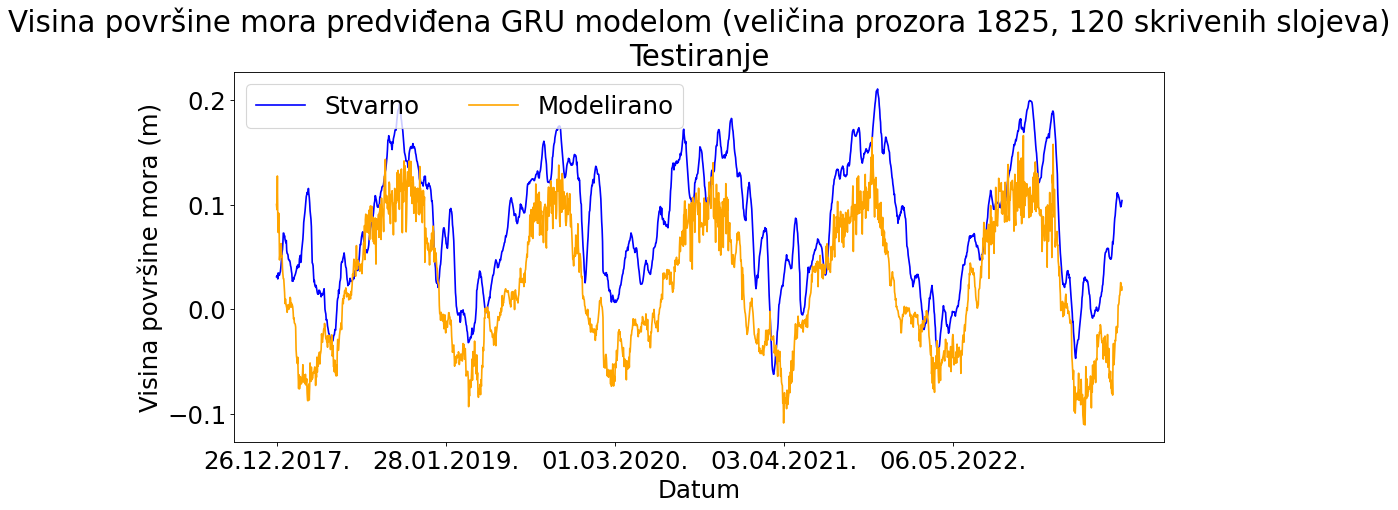 Visina površine mora predviđena GRU modelom (veličina prozora 1825, 120 skrivenih slojeva)
Testiranje
Stvarno
Modelirano
Visina površine mora (m)
0.2
0.1
0.0
−0.1
26.12.2017.
28.01.2019.
01.03.2020.
03.04.2021.
06.05.2022.
Datum